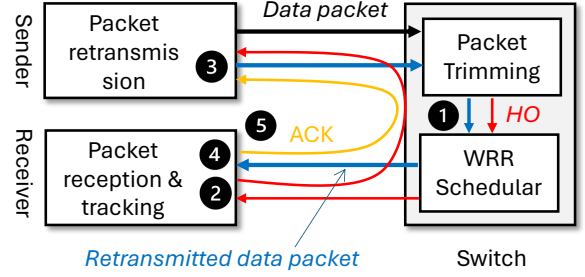 Data packet
Sender
Packet
retransmis
sion
3
Packet
Trimming
1
HO
5
ACK
Receiver
Packet
reception &
tracking
4
2
WRR
Schedular
Retransmitted data packet
Switch